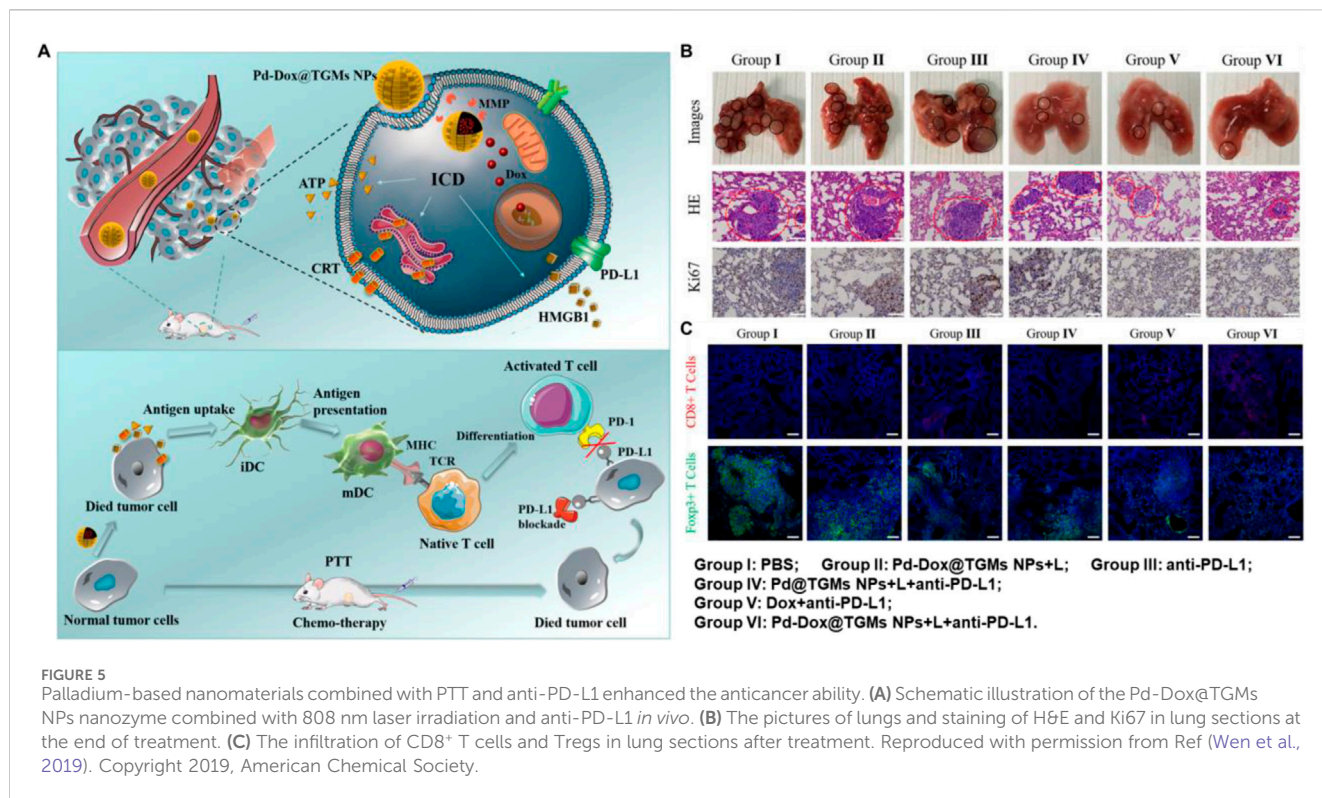 A
Pd-Dox@TGMs NPs
MMP
Dox
ATP
ICD
CRT
PD-L1
HMGB1
Activated T cell
Antigen uptake
Antigen
presentation
PD-1
iDC
MHC
Differentiation
TCR
PD-L1
mDC
Died tumor cell
PD-L1
blockade
Native T cell
PTT
Normal tumor cells
Chemo-therapy
Died tumor cell
B
Group I
Group II
Group III
Group IV
Group V
Group VI
Images
HE
Ki67
C
Group I
Group II
Group III
Group IV
Group V
Group VI
CD8+ T Cells
Foxp3+ T Cells
Group I: PBS; Group II: Pd-Dox@TGMs NPs+L; Group III: anti-PD-L1;
Group IV: Pd@TGMs NPs+L+anti-PD-L1;
Group V: Dox+anti-PD-L1;
Group VI: Pd-Dox@TGMs NPs+L+anti-PD-L1.
FIGURE 5
Palladium-based nanomaterials combined with PTT and anti-PD-L1 enhanced the anticancer ability. (A) Schematic illustration of the Pd-Dox@TGMs
NPs nanozyme combined with 808 nm laser irradiation and anti-PD-L1 in vivo. (B) The pictures of lungs and staining of H&E and Ki67 in lung sections at
the end of treatment. (C) The infiltration of CD8⁺ T cells and Tregs in lung sections after treatment. Reproduced with permission from Ref (Wen et al.,
2019). Copyright 2019, American Chemical Society.